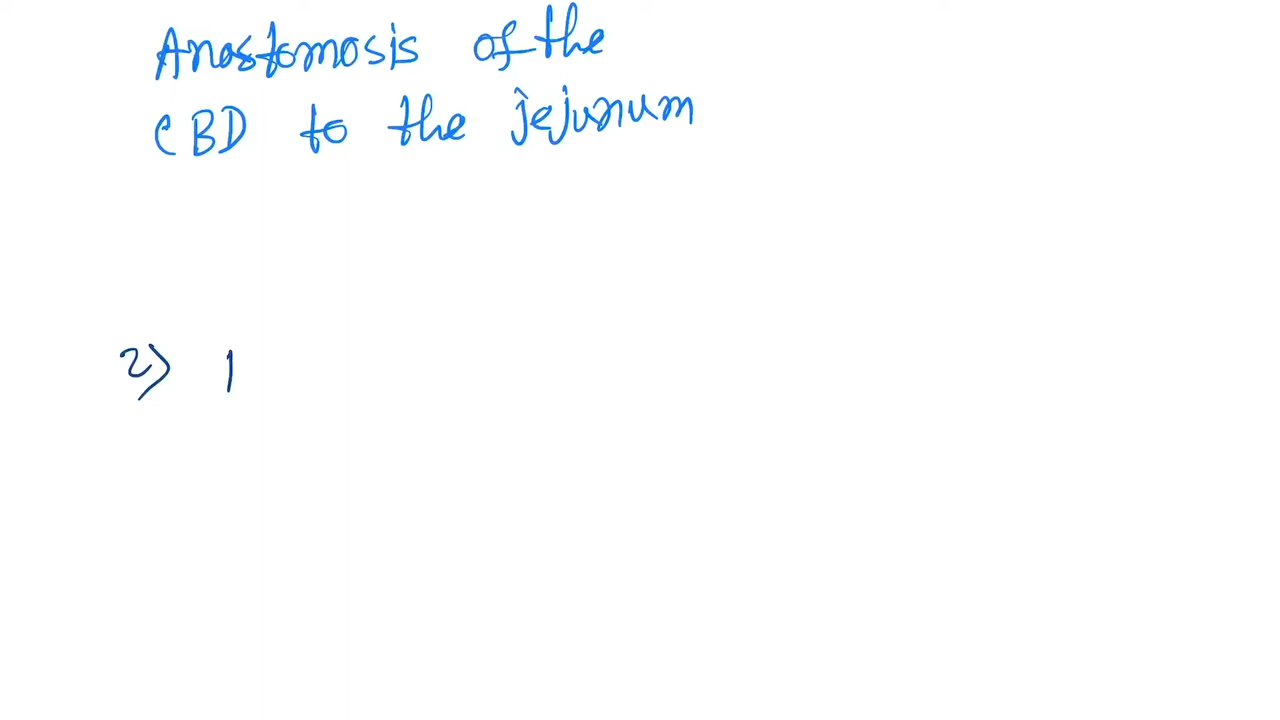 Anastomosis of the
CBD to the jejunum
2) 1